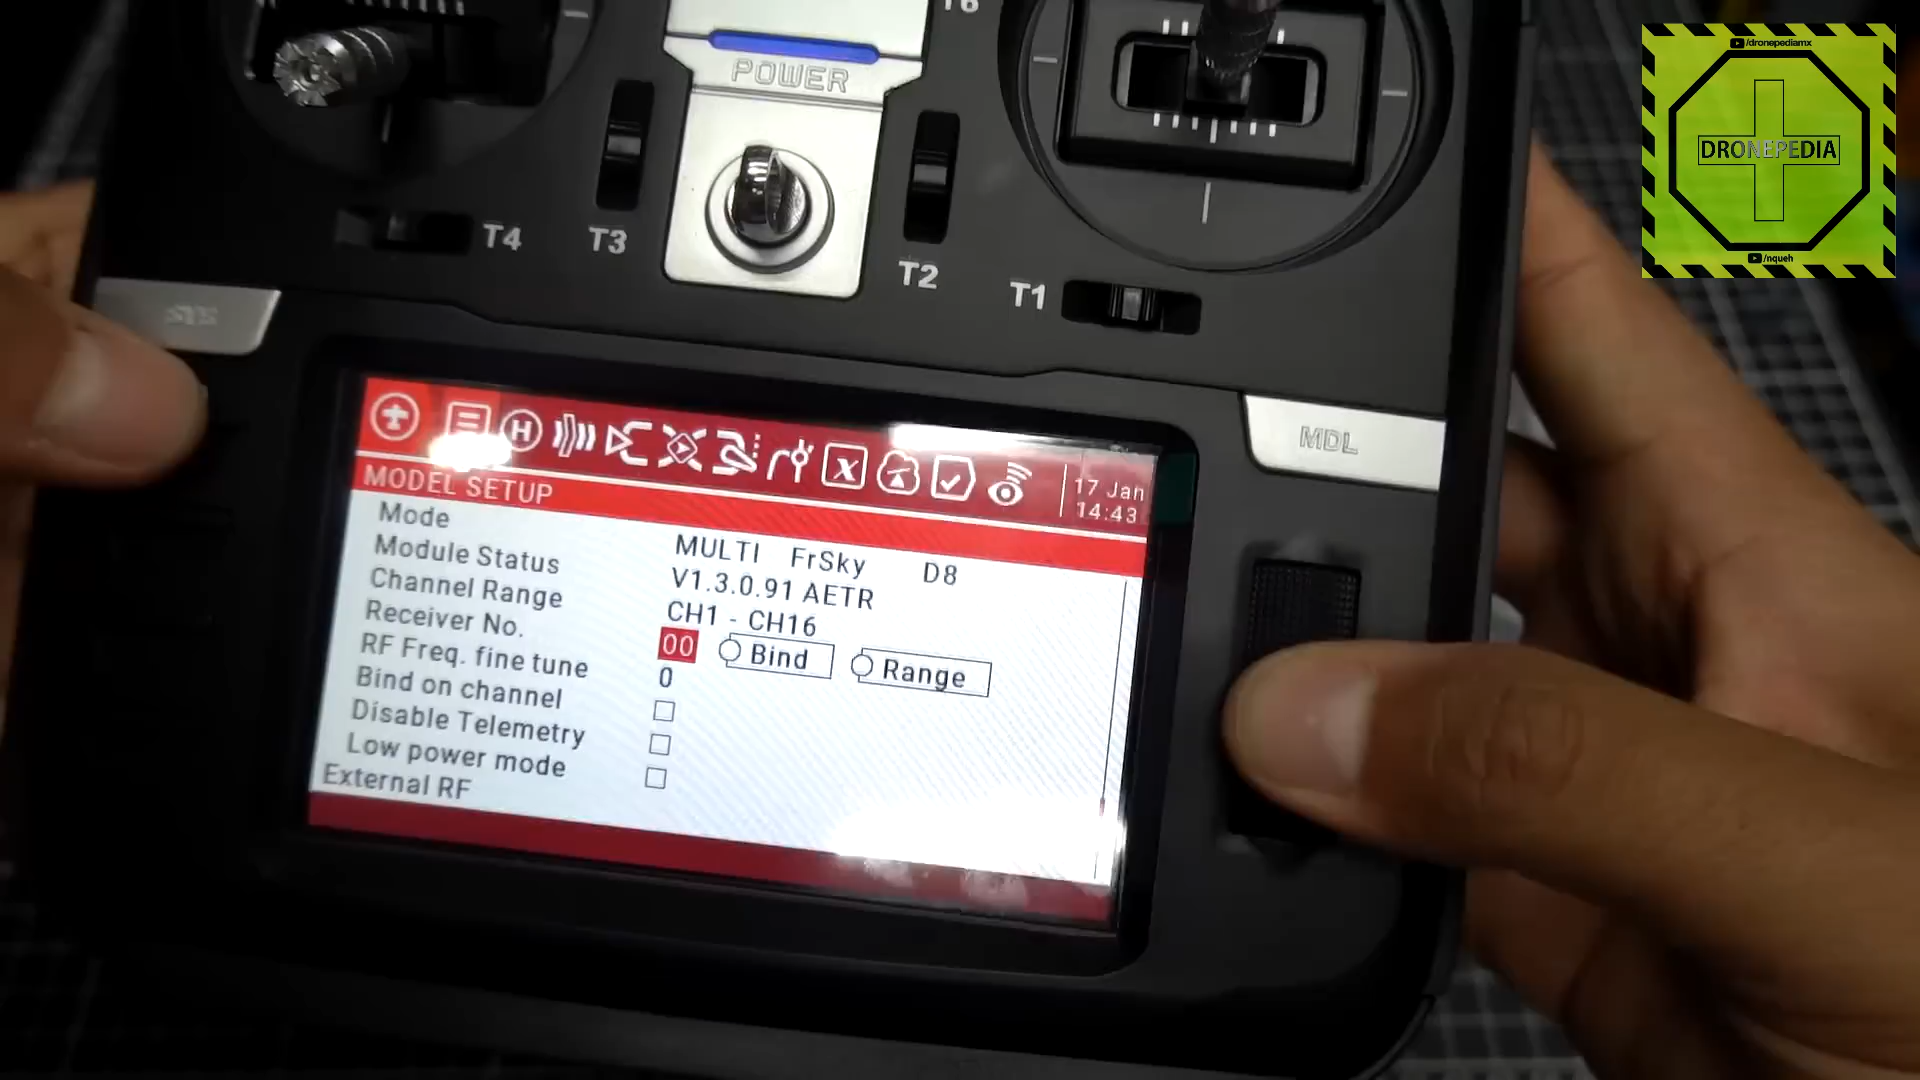 POWER
T6
T4
T3
T2
T1
SYS
MDL
17 Jan
14:43
MODEL SETUP
Mode MULTI FrSky D8
Module Status V1.3.0.91 AETR
Channel Range CH1 - CH16
Receiver No. 00 Bind Range
RF Freq. fine tune 0
Bind on channel
Disable Telemetry
Low power mode
External RF
/dronepediamx
DRONEPEDIA
/nqueh